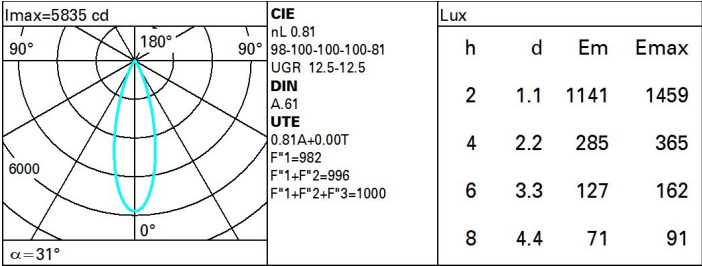 Imax=5835 cd
90°
180°
90°
6000
0°
α=31°
CIE
nL 0.81
98-100-100-100-81
UGR 12.5-12.5
DIN
A.61
UTE
0.81A+0.00T
F"1=982
F"1+F"2=996
F"1+F"2+F"3=1000
Lux
h d Em Emax
2 1.1 1141 1459
4 2.2 285 365
6 3.3 127 162
8 4.4 71 91